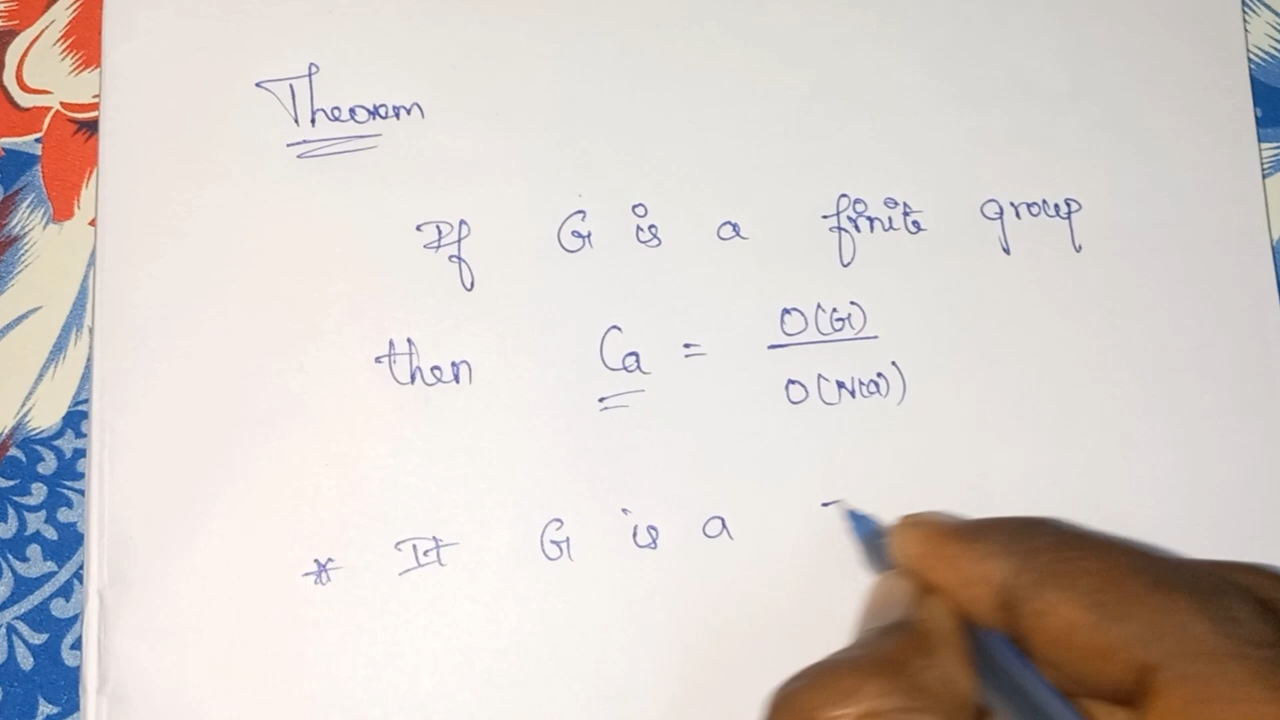 Theorem
If G is a finite group
then Ca = O(G) / O(N(a))
* If G is a